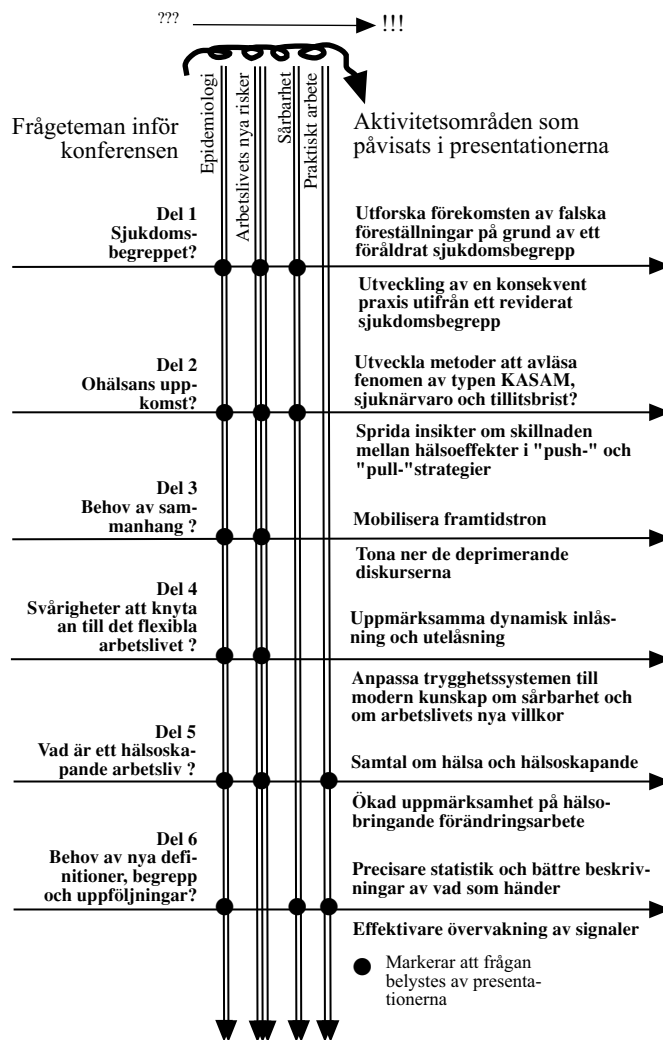 ???
!!!
Epidemiologi
Arbetslivets nya risker
Sårbarhet
Praktiskt arbete
Frågeteman inför
konferensen
Aktivitetsområden som
påvisats i presentationerna
Del 1
Sjukdoms-
begreppet?
Utforska förekomsten av falska
föreställningar på grund av ett
föråldrat sjukdomsbegrepp
Utveckling av en konsekvent
praxis utifrån ett reviderat
sjukdomsbegrepp
Del 2
Ohälsans upp-
komst?
Utveckla metoder att avläsa
fenomen av typen KASAM,
sjuknärvaro och tillitsbrist?
Sprida insikter om skillnaden
mellan hälsoeffekter i "push-" och
"pull-"strategier
Del 3
Behov av sam-
manhang ?
Mobilisera framtidstron
Tona ner de deprimerande
diskurserna
Del 4
Svårigheter att knyta
an till det flexibla
arbetslivet ?
Uppmärksamma dynamisk inlås-
ning och utelåsning
Anpassa trygghetssystemen till
modern kunskap om sårbarhet och
om arbetslivets nya villkor
Del 5
Vad är ett hälsoska-
pande arbetsliv ?
Samtal om hälsa och hälsoskapande
Ökad uppmärksamhet på hälso-
bringande förändringsarbete
Del 6
Behov av nya defi-
nitioner, begrepp
och uppföljningar?
Precisare statistik och bättre beskriv-
ningar av vad som händer
Effektivare övervakning av signaler
Markerar att frågan
belystes av presenta-
tionerna